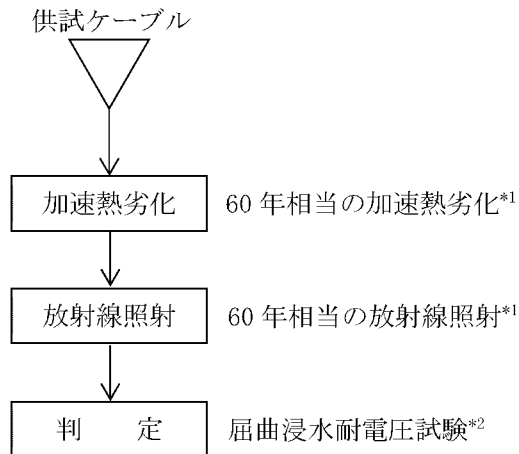 供試ケーブル
加速熱劣化 60 年相当の加速熱劣化*1
放射線照射 60 年相当の放射線照射*1
判 定 屈曲浸水耐電圧試験*2